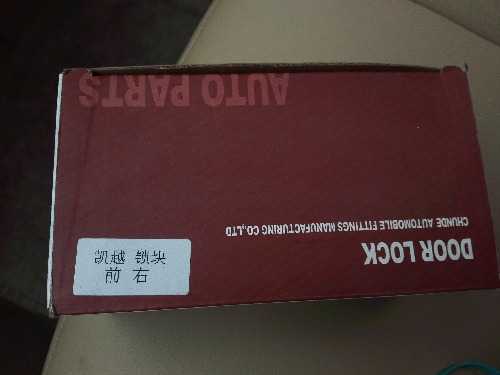 AUTO PARTS
DOOR LOCK
CHUNDE AUTOMOBILE FITTINGS MANUFACTURING CO.,LTD
凯越 锁块
前 右